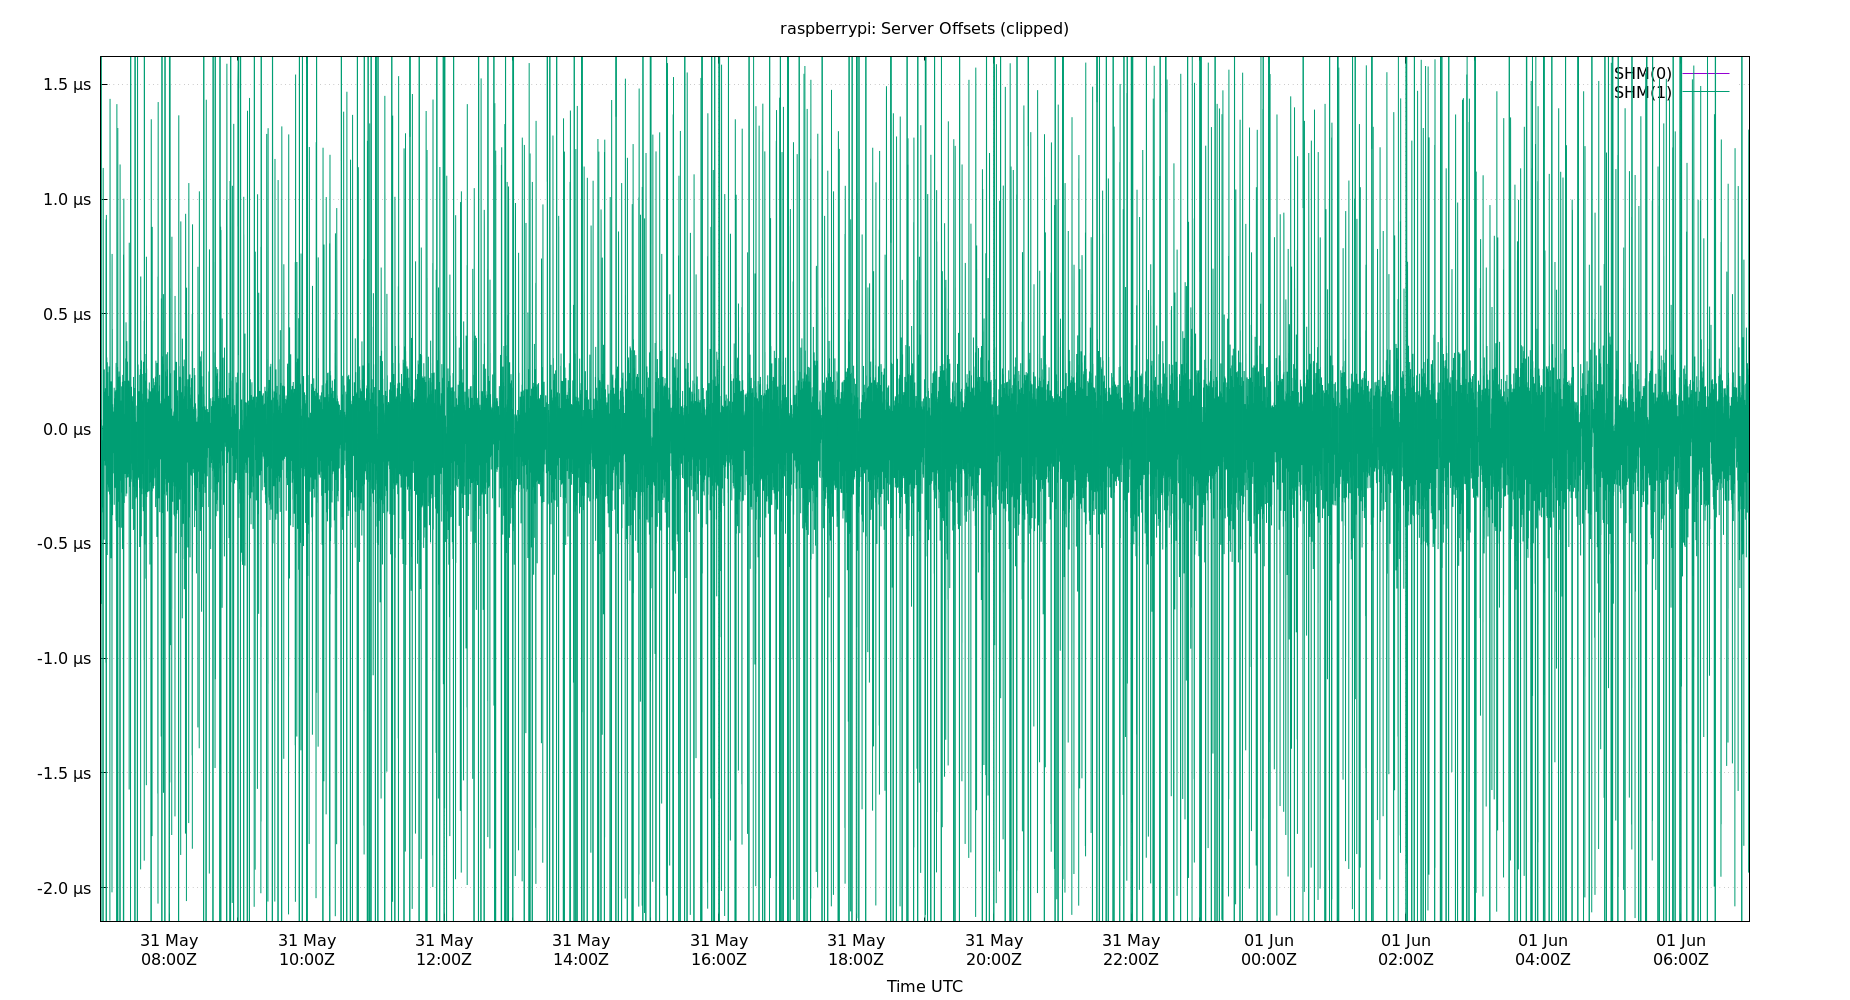 raspberrypi: Server Offsets (clipped)
SHM(0)
SHM(1)
1.5 µs
1.0 µs
0.5 µs
0.0 µs
-0.5 µs
-1.0 µs
-1.5 µs
-2.0 µs
31 May 31 May 31 May 31 May 31 May 31 May 31 May 31 May 01 Jun 01 Jun 01 Jun 01 Jun
08:00Z 10:00Z 12:00Z 14:00Z 16:00Z 18:00Z 20:00Z 22:00Z 00:00Z 02:00Z 04:00Z 06:00Z
Time UTC